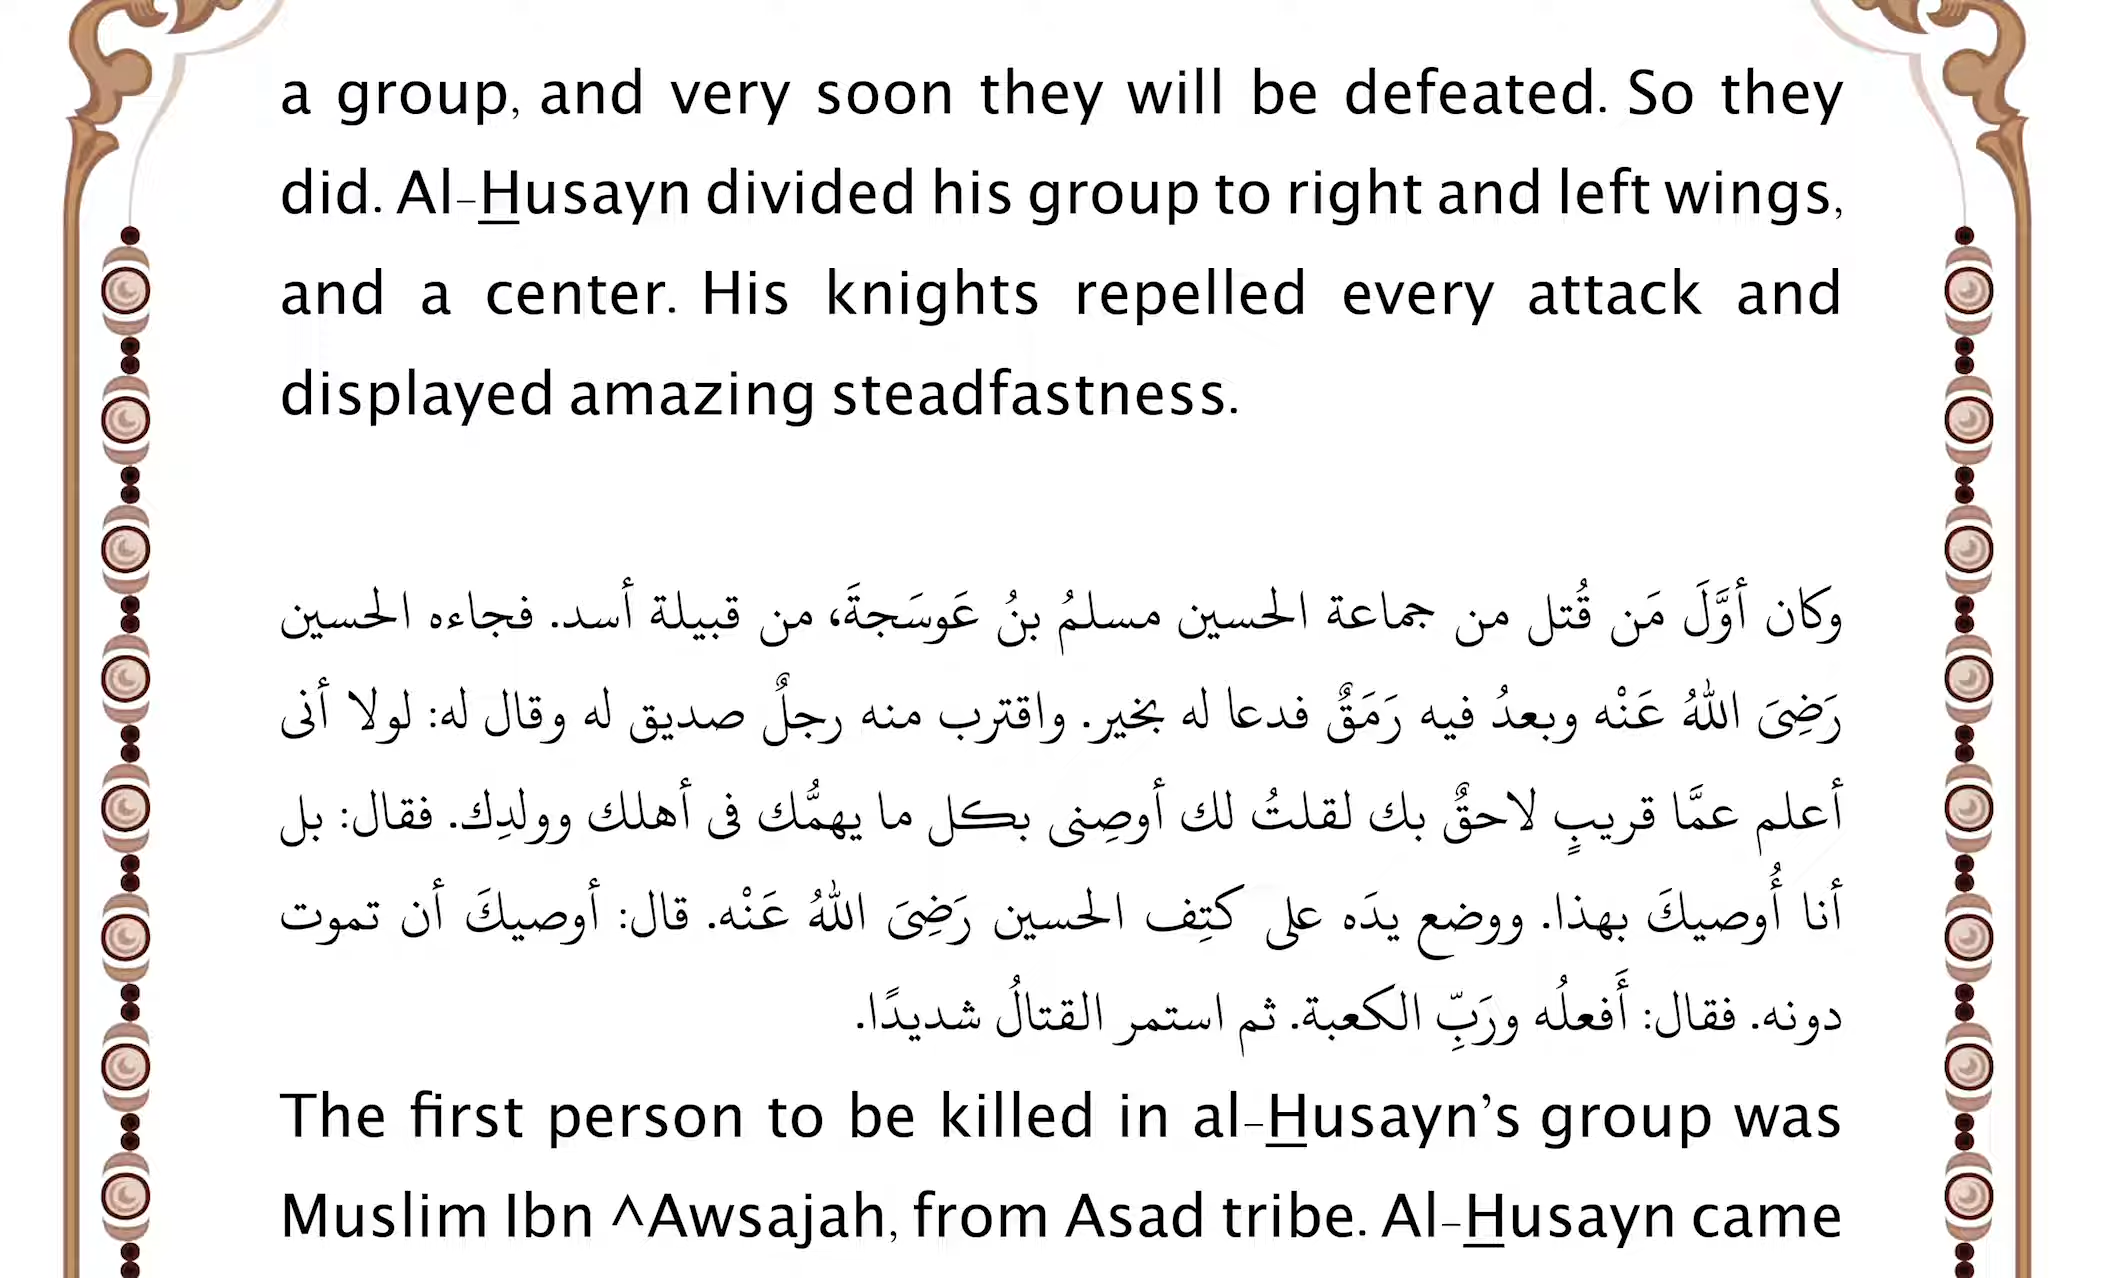 a group, and very soon they will be defeated. So they
did. Al-Husayn divided his group to right and left wings,
and a center. His knights repelled every attack and
displayed amazing steadfastness.
وكان أوَّلَ مَن قُتل من جماعة الحسين مسلمُ بنُ عَوسَجةَ، من قبيلة أسد. فجاءه الحسين
رَضِىَ اللهُ عَنْه وبعدُ فيه رَمَقٌ فدعا له بخير. واقترب منه رجلٌ صديق له وقال له: لولا أنى
أعلم عمَّا قريبٍ لاحقٌ بك لقلتُ لك أوصِنى بكل ما يهمُّك فى أهلك وولدِك. فقال: بل
أنا أُوصيكَ بهذا. ووضع يدَه على كتِف الحسين رَضِىَ اللهُ عَنْه. قال: أوصيكَ أن تموت
دونه. فقال: أَفعلُه ورَبِّ الكعبة. ثم استمر القتالُ شديدًا.
The first person to be killed in al-Husayn’s group was
Muslim Ibn ^Awsajah, from Asad tribe. Al-Husayn came